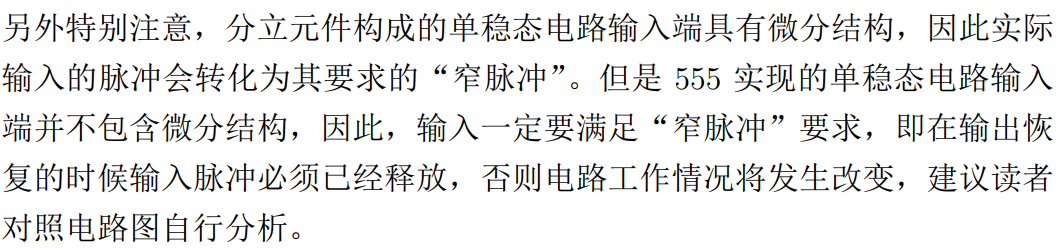 另外特别注意，分立元件构成的单稳态电路输入端具有微分结构，因此实际
输入的脉冲会转化为其要求的“窄脉冲”。但是 555 实现的单稳态电路输入
端并不包含微分结构，因此，输入一定要满足“窄脉冲”要求，即在输出恢
复的时候输入脉冲必须已经释放，否则电路工作情况将发生改变，建议读者
对照电路图自行分析。